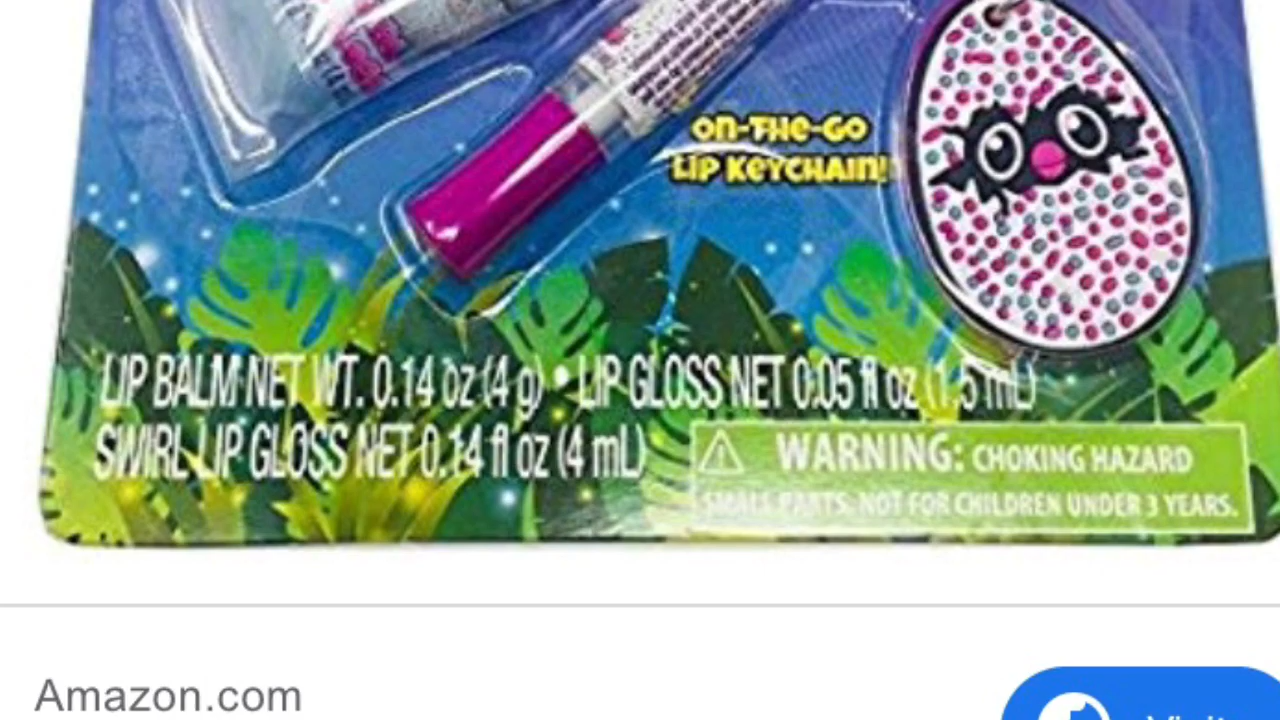 ON-THE-GO
LIP KEYCHAIN!
LIP BALM NET WT. 0.14 oz (4 g) • LIP GLOSS NET 0.05 fl oz (1.5 mL)
SWIRL LIP GLOSS NET 0.14 fl oz (4 mL)
WARNING: CHOKING HAZARD
SMALL PARTS. NOT FOR CHILDREN UNDER 3 YEARS.
Amazon.com
Visit